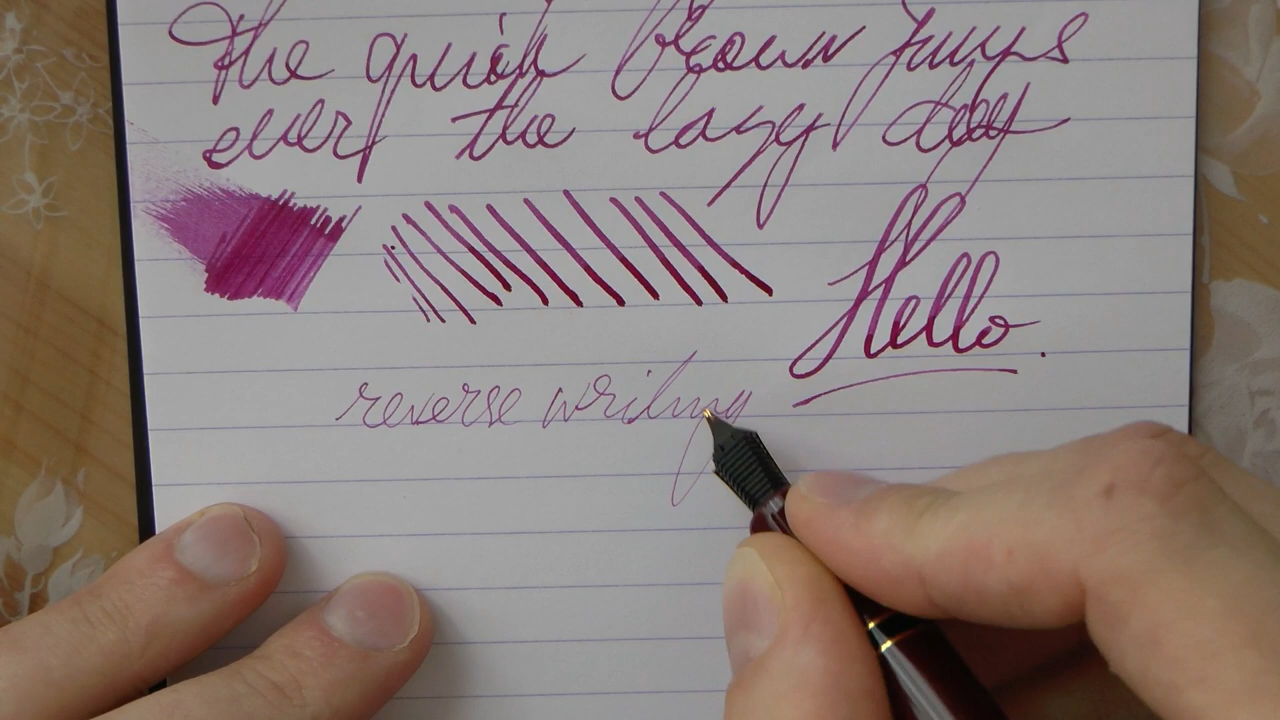 The quick brown jumps
over the lazy dog
Hello.
reverse writing